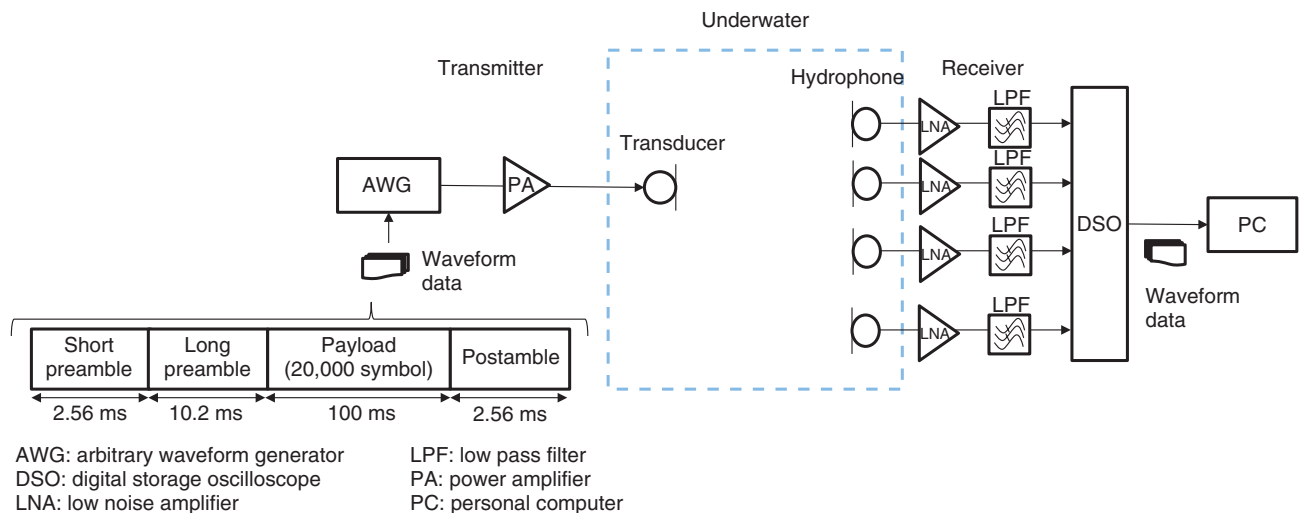 Underwater
Transmitter
Hydrophone
Receiver
Transducer
AWG
PA
LNA
LPF
LNA
LPF
LNA
LPF
LNA
LPF
DSO
PC
Waveform
data
Waveform
data
Short
preamble
Long
preamble
Payload
(20,000 symbol)
Postamble
2.56 ms
10.2 ms
100 ms
2.56 ms
AWG: arbitrary waveform generator
DSO: digital storage oscilloscope
LNA: low noise amplifier
LPF: low pass filter
PA: power amplifier
PC: personal computer